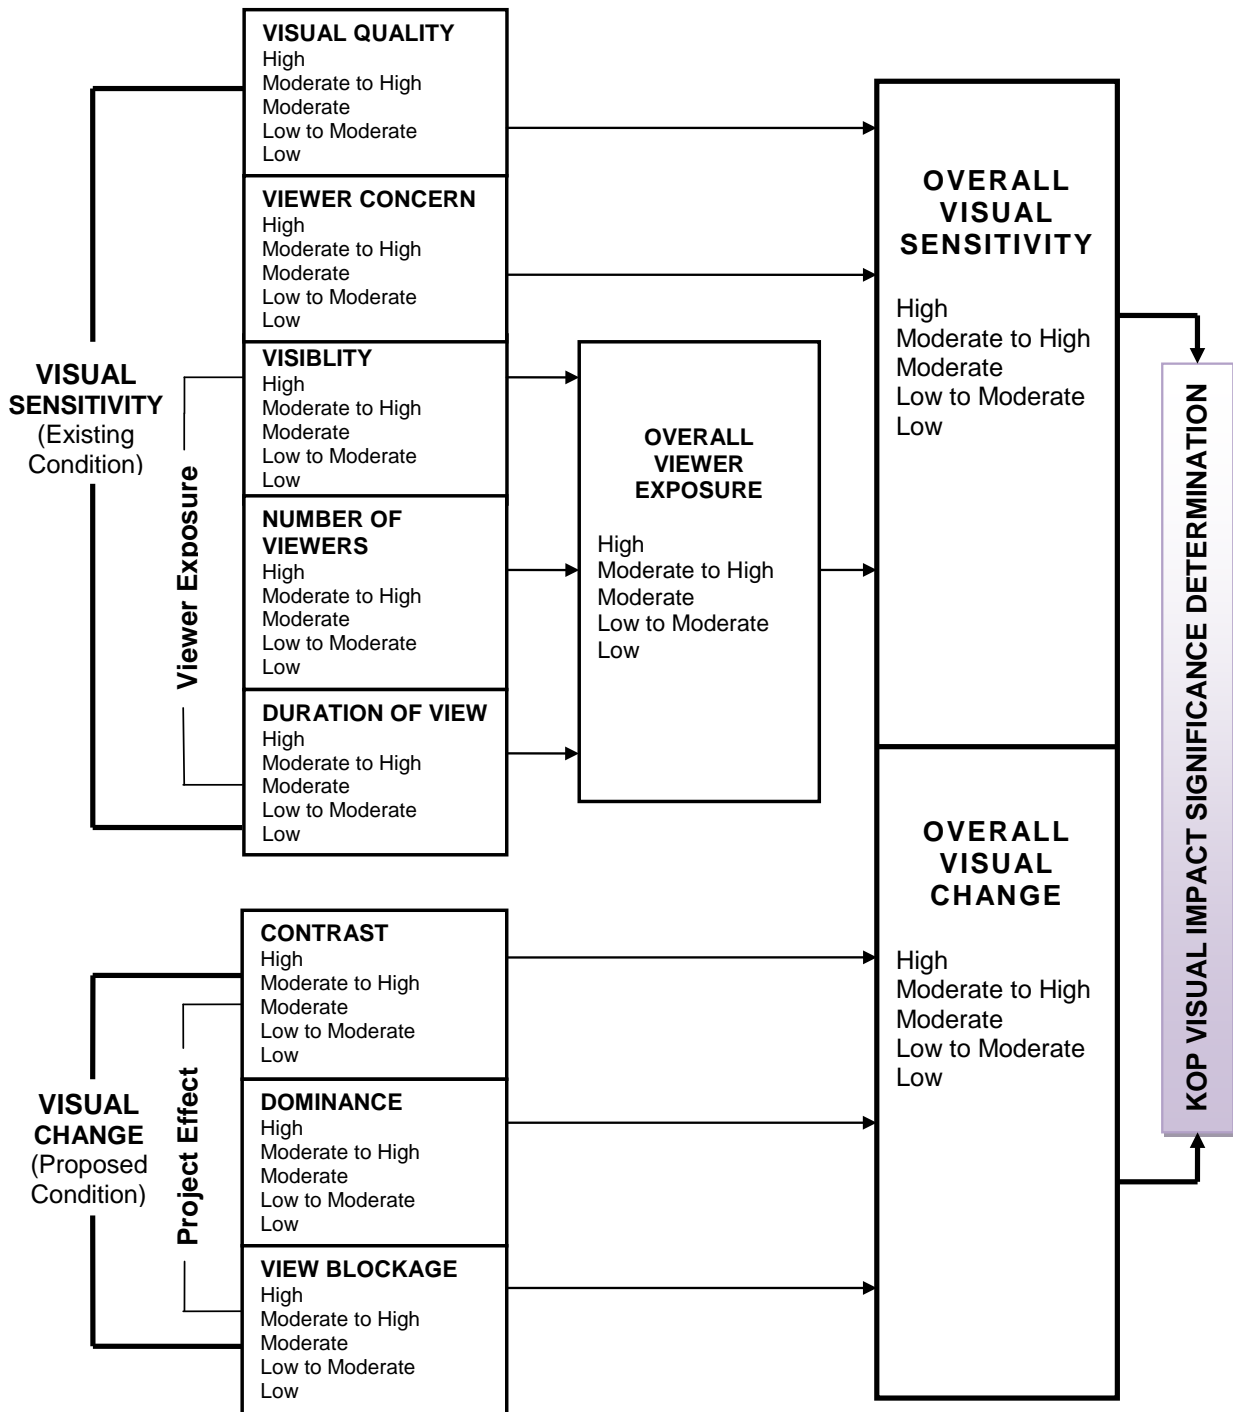 VISUAL QUALITY
High
Moderate to High
Moderate
Low to Moderate
Low
VIEWER CONCERN
High
Moderate to High
Moderate
Low to Moderate
Low
VISUAL
SENSITIVITY
(Existing
Condition)
Viewer Exposure
VISIBLITY
High
Moderate to High
Moderate
Low to Moderate
Low
NUMBER OF
VIEWERS
High
Moderate to High
Moderate
Low to Moderate
Low
DURATION OF VIEW
High
Moderate to High
Moderate
Low to Moderate
Low
OVERALL
VIEWER
EXPOSURE
High
Moderate to High
Moderate
Low to Moderate
Low
OVERALL
VISUAL
SENSITIVITY
High
Moderate to High
Moderate
Low to Moderate
Low
VISUAL
CHANGE
(Proposed
Condition)
Project Effect
CONTRAST
High
Moderate to High
Moderate
Low to Moderate
Low
DOMINANCE
High
Moderate to High
Moderate
Low to Moderate
Low
VIEW BLOCKAGE
High
Moderate to High
Moderate
Low to Moderate
Low
OVERALL
VISUAL
CHANGE
High
Moderate to High
Moderate
Low to Moderate
Low
KOP VISUAL IMPACT SIGNIFICANCE DETERMINATION